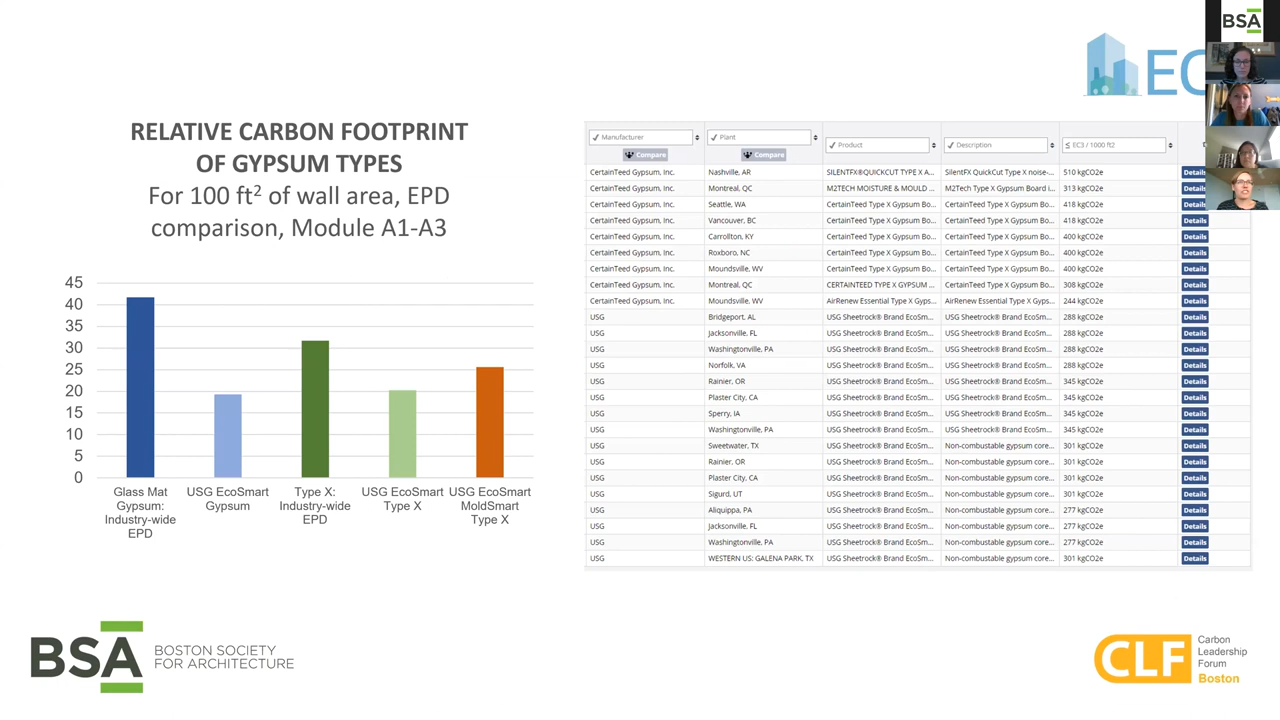 BSA
EC
RELATIVE CARBON FOOTPRINT
OF GYPSUM TYPES
For 100 ft² of wall area, EPD
comparison, Module A1-A3
45
40
35
30
25
20
15
10
5
0
Glass Mat
Gypsum:
Industry-wide
EPD
USG EcoSmart
Gypsum
Type X:
Industry-wide
EPD
USG EcoSmart
Type X
USG EcoSmart
MoldSmart
Type X
✓ Manufacturer ✓ Plant ✓ Product ✓ Description ≤ EC3 / 1000 ft2
Compare Compare
CertainTeed Gypsum, Inc. Nashville, AR SILENTFX®QUICKCUT TYPE X A... SilentFX QuickCut Type X noise-... 510 kgCO2e Details
CertainTeed Gypsum, Inc. Montreal, QC M2TECH MOISTURE & MOULD ... M2Tech Type X Gypsum Board i... 313 kgCO2e Details
CertainTeed Gypsum, Inc. Seattle, WA CertainTeed Type X Gypsum Bo... CertainTeed Type X Gypsum Bo... 418 kgCO2e Details
CertainTeed Gypsum, Inc. Vancouver, BC CertainTeed Type X Gypsum Bo... CertainTeed Type X Gypsum Bo... 418 kgCO2e Details
CertainTeed Gypsum, Inc. Carrollton, KY CertainTeed Type X Gypsum Bo... CertainTeed Type X Gypsum Bo... 400 kgCO2e Details
CertainTeed Gypsum, Inc. Roxboro, NC CertainTeed Type X Gypsum Bo... CertainTeed Type X Gypsum Bo... 400 kgCO2e Details
CertainTeed Gypsum, Inc. Moundsville, WV CertainTeed Type X Gypsum Bo... CertainTeed Type X Gypsum Bo... 400 kgCO2e Details
CertainTeed Gypsum, Inc. Montreal, QC CERTAINTEED TYPE X GYPSUM ... CertainTeed Type X Gypsum Bo... 308 kgCO2e Details
CertainTeed Gypsum, Inc. Moundsville, WV AirRenew Essential Type X Gyp... AirRenew Essential Type X Gyps... 244 kgCO2e Details
USG Bridgeport, AL USG Sheetrock® Brand EcoSm... USG Sheetrock® Brand EcoSm... 288 kgCO2e Details
USG Jacksonville, FL USG Sheetrock® Brand EcoSm... USG Sheetrock® Brand EcoSm... 288 kgCO2e Details
USG Washingtonville, PA USG Sheetrock® Brand EcoSm... USG Sheetrock® Brand EcoSm... 288 kgCO2e Details
USG Norfolk, VA USG Sheetrock® Brand EcoSm... USG Sheetrock® Brand EcoSm... 288 kgCO2e Details
USG Rainier, OR USG Sheetrock® Brand EcoSm... USG Sheetrock® Brand EcoSm... 345 kgCO2e Details
USG Plaster City, CA USG Sheetrock® Brand EcoSm... USG Sheetrock® Brand EcoSm... 345 kgCO2e Details
USG Sperry, IA USG Sheetrock® Brand EcoSm... USG Sheetrock® Brand EcoSm... 345 kgCO2e Details
USG Washingtonville, PA USG Sheetrock® Brand EcoSm... USG Sheetrock® Brand EcoSm... 345 kgCO2e Details
USG Sweetwater, TX USG Sheetrock® Brand EcoSm... Non-combustable gypsum core... 301 kgCO2e Details
USG Rainier, OR USG Sheetrock® Brand EcoSm... Non-combustable gypsum core... 301 kgCO2e Details
USG Plaster City, CA USG Sheetrock® Brand EcoSm... Non-combustable gypsum core... 301 kgCO2e Details
USG Sigurd, UT USG Sheetrock® Brand EcoSm... Non-combustable gypsum core... 301 kgCO2e Details
USG Aliquippa, PA USG Sheetrock® Brand EcoSm... Non-combustable gypsum core... 277 kgCO2e Details
USG Jacksonville, FL USG Sheetrock® Brand EcoSm... Non-combustable gypsum core... 277 kgCO2e Details
USG Washingtonville, PA USG Sheetrock® Brand EcoSm... Non-combustable gypsum core... 277 kgCO2e Details
USG WESTERN US: GALENA PARK, TX USG Sheetrock® Brand EcoSm... Non-combustable gypsum core... 301 kgCO2e Details
BSA
BOSTON SOCIETY
FOR ARCHITECTURE
CLF
Carbon
Leadership
Forum
Boston